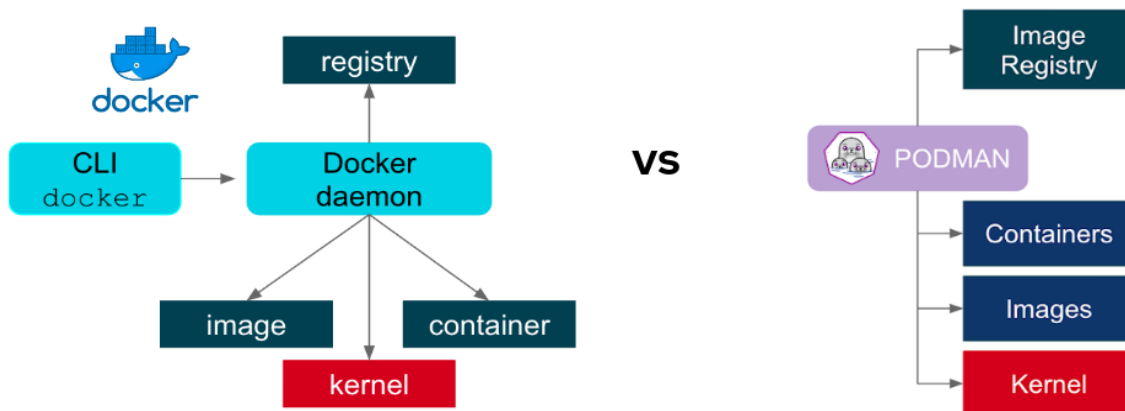 docker
registry
CLI
docker
Docker
daemon
image
container
kernel
vs
Image
Registry
PODMAN
Containers
Images
Kernel